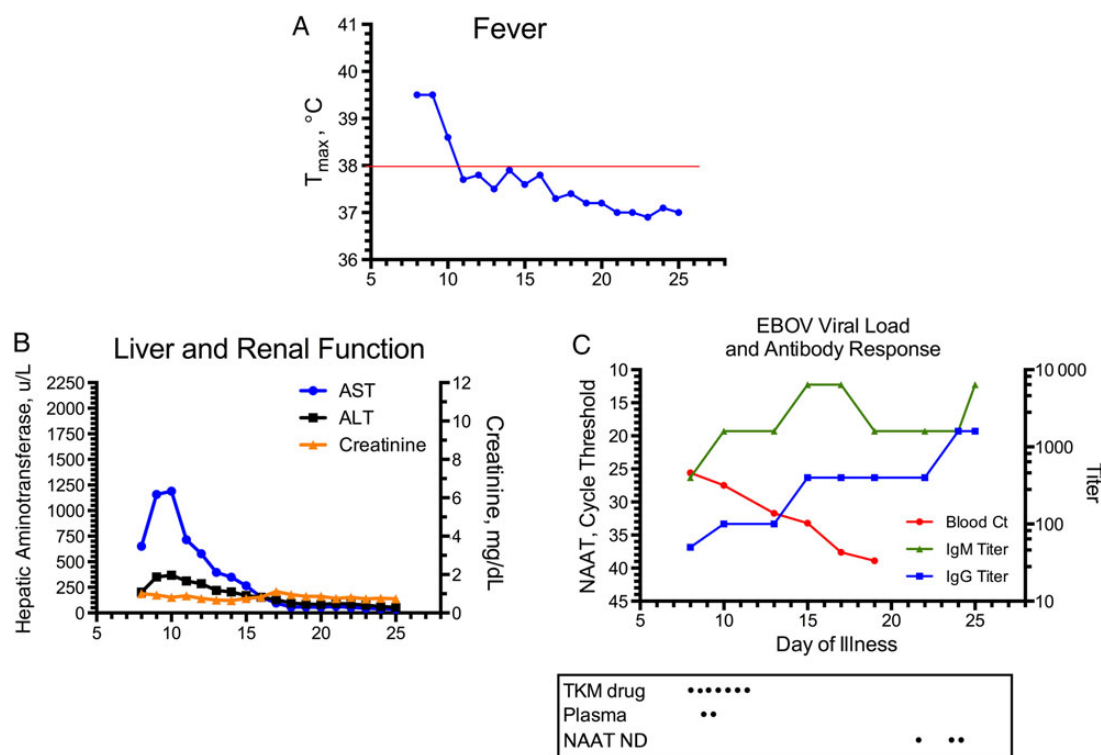 A
Fever
41
40
39
38
37
36
Tmax, °C
5 10 15 20 25
B
Liver and Renal Function
Hepatic Aminotransferase, u/L
2250
2000
1750
1500
1250
1000
750
500
250
0
AST
ALT
Creatinine
12
10
8
6
4
2
0
Creatinine, mg/dL
5 10 15 20 25
C
EBOV Viral Load
and Antibody Response
NAAT, Cycle Threshold
10
15
20
25
30
35
40
45
Blood Ct
IgM Titer
IgG Titer
10 000
1000
100
10
Titer
5 10 15 20 25
Day of Illness
TKM drug
Plasma
NAAT ND